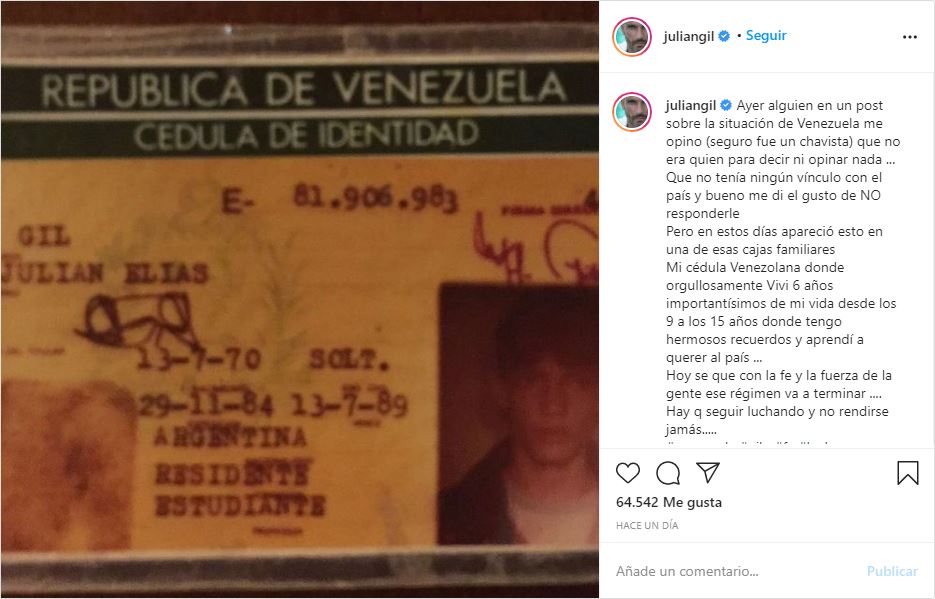 REPUBLICA DE VENEZUELA
CEDULA DE IDENTIDAD
E- 81.906.983
GIL
JULIAN ELIAS
13-7-70 SOLT.
29-11-84 13-7-89
ARGENTINA
RESIDENTE
ESTUDIANTE
juliangil • Seguir
juliangil Ayer alguien en un post
sobre la situación de Venezuela me
opino (seguro fue un chavista) que no
era quien para decir ni opinar nada ...
Que no tenía ningún vínculo con el
país y bueno me di el gusto de NO
responderle
Pero en estos días apareció esto en
una de esas cajas familiares
Mi cédula Venezolana donde
orgullosamente Vivi 6 años
importantísimos de mi vida desde los
9 a los 15 años donde tengo
hermosos recuerdos y aprendí a
querer al país ...
Hoy se que con la fe y la fuerza de la
gente ese régimen va a terminar ....
Hay q seguir luchando y no rendirse
jamás.....
64.542 Me gusta
HACE UN DÍA
Añade un comentario... Publicar